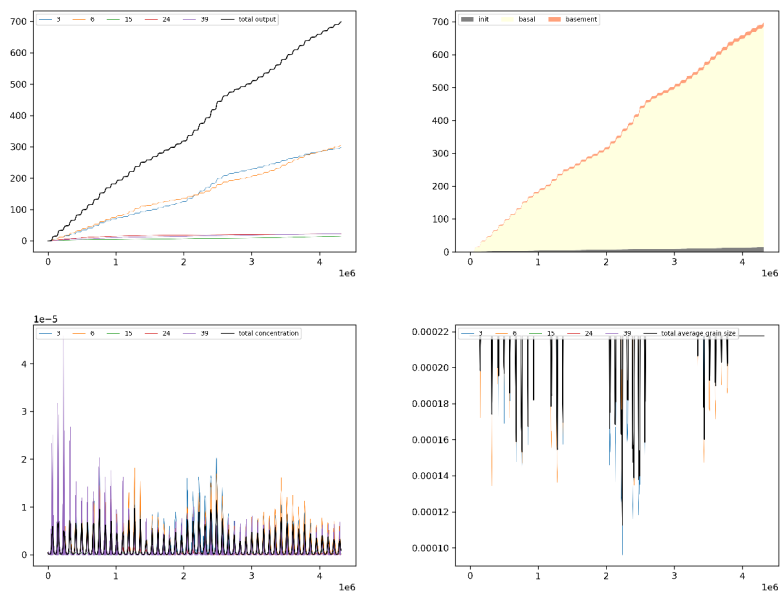 3 6 15 24 39 total output
700
600
500
400
300
200
100
0
0 1 2 3 4
1e6
init basal basement
700
600
500
400
300
200
100
0
0 1 2 3 4
1e6
1e-5
3 6 15 24 39 total concentration
4
3
2
1
0
0 1 2 3 4
1e6
3 6 15 24 39 total average grain size
0.00022
0.00020
0.00018
0.00016
0.00014
0.00012
0.00010
0 1 2 3 4
1e6